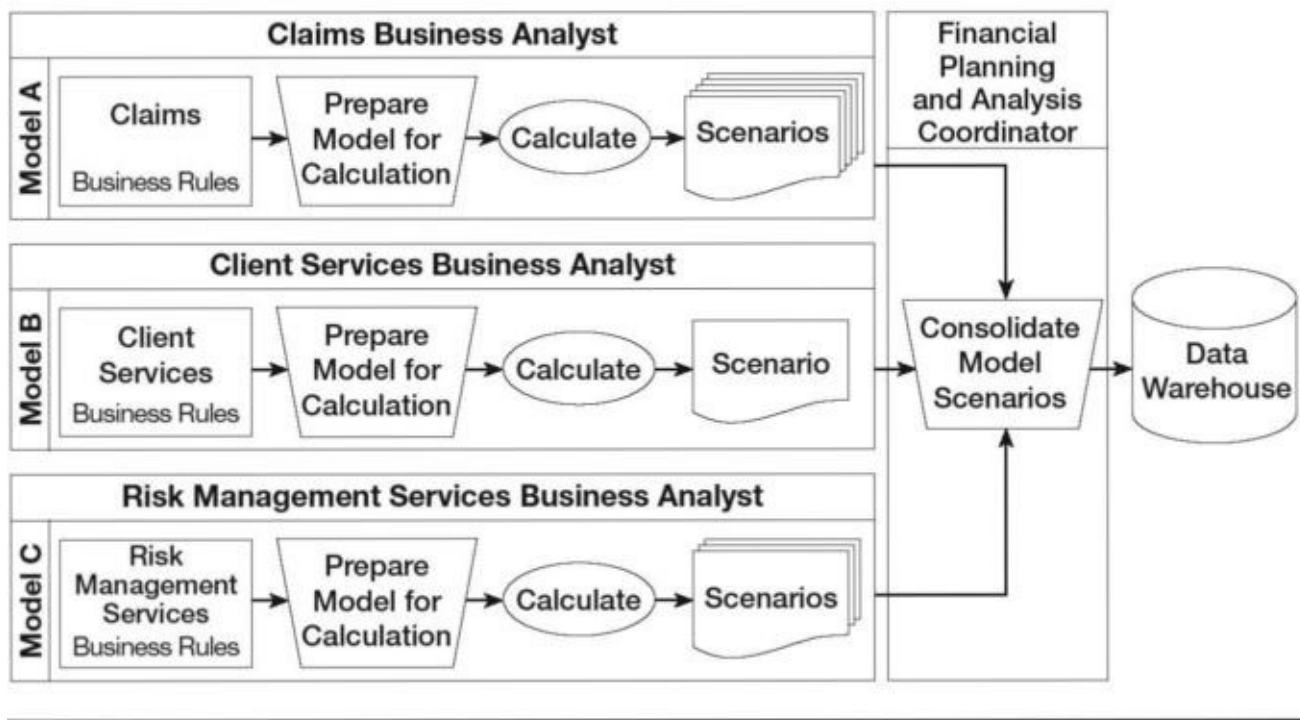 Claims Business Analyst
Model A
Claims
Business Rules
Prepare
Model for
Calculation
Calculate
Scenarios
Financial
Planning
and Analysis
Coordinator
Client Services Business Analyst
Model B
Client
Services
Business Rules
Prepare
Model for
Calculation
Calculate
Scenario
Consolidate
Model
Scenarios
Data
Warehouse
Risk Management Services Business Analyst
Model C
Risk
Management
Services
Business Rules
Prepare
Model for
Calculation
Calculate
Scenarios